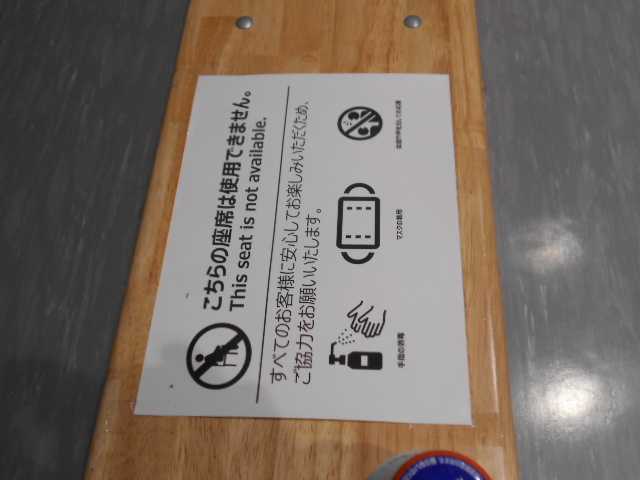 こちらの座席は使用できません。
This seat is not available.
すべてのお客様に安心してお楽しみいただくため、
ご協力をお願いいたします。
手指の消毒
マスクの着用